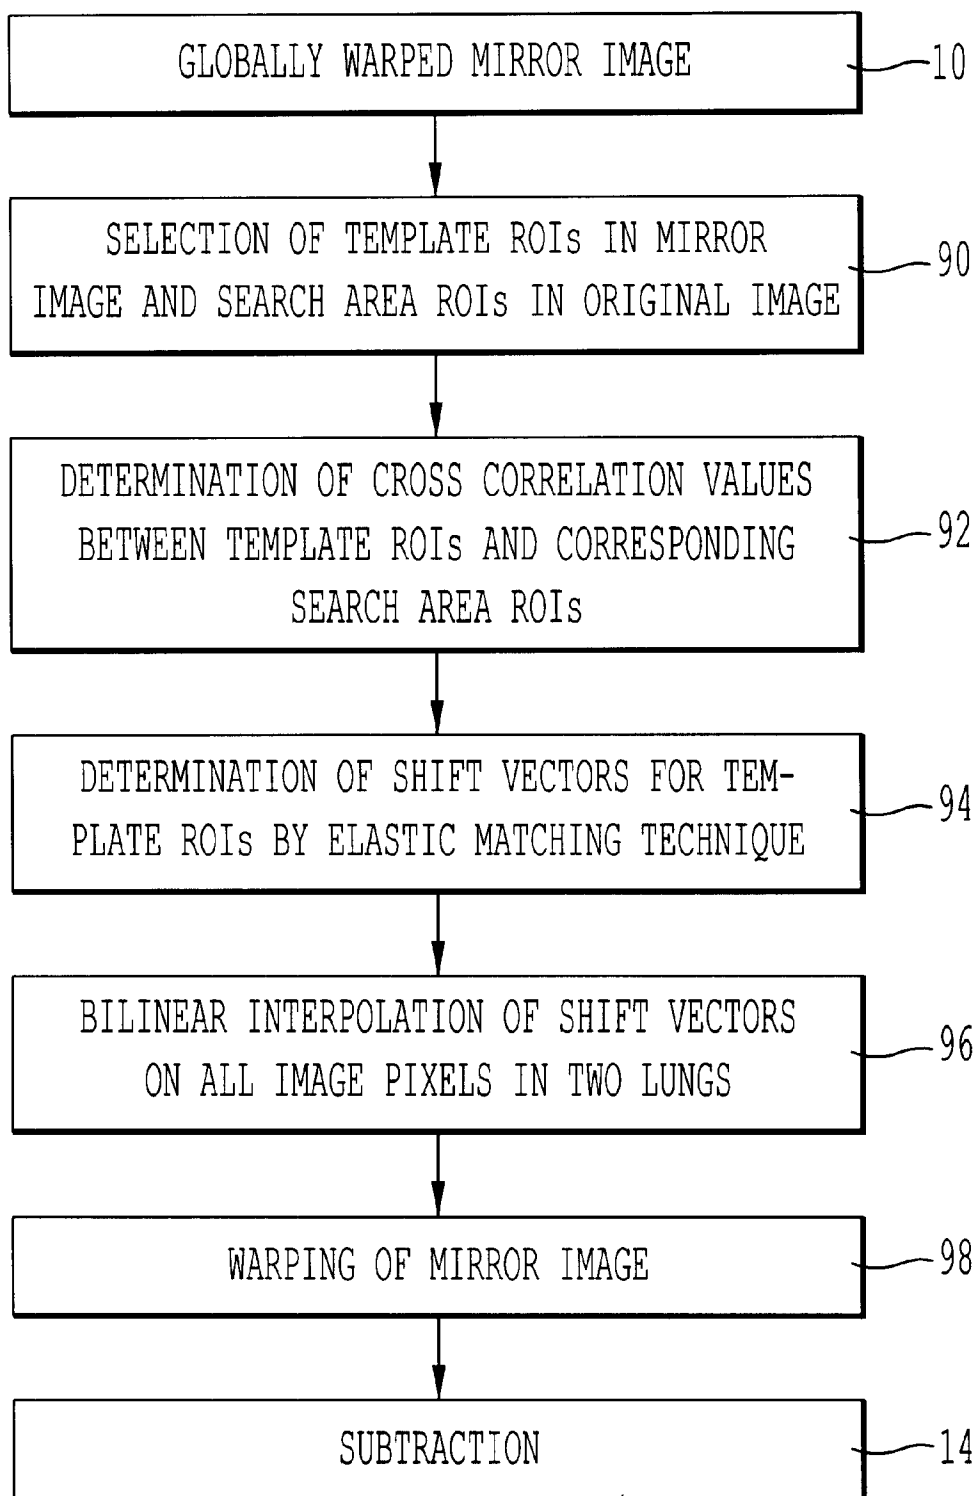 GLOBALLY WARPED MIRROR IMAGE
10
SELECTION OF TEMPLATE ROIs IN MIRROR
IMAGE AND SEARCH AREA ROIs IN ORIGINAL IMAGE
90
DETERMINATION OF CROSS CORRELATION VALUES
BETWEEN TEMPLATE ROIs AND CORRESPONDING
SEARCH AREA ROIs
92
DETERMINATION OF SHIFT VECTORS FOR TEM-
PLATE ROIs BY ELASTIC MATCHING TECHNIQUE
94
BILINEAR INTERPOLATION OF SHIFT VECTORS
ON ALL IMAGE PIXELS IN TWO LUNGS
96
WARPING OF MIRROR IMAGE
98
SUBTRACTION
14